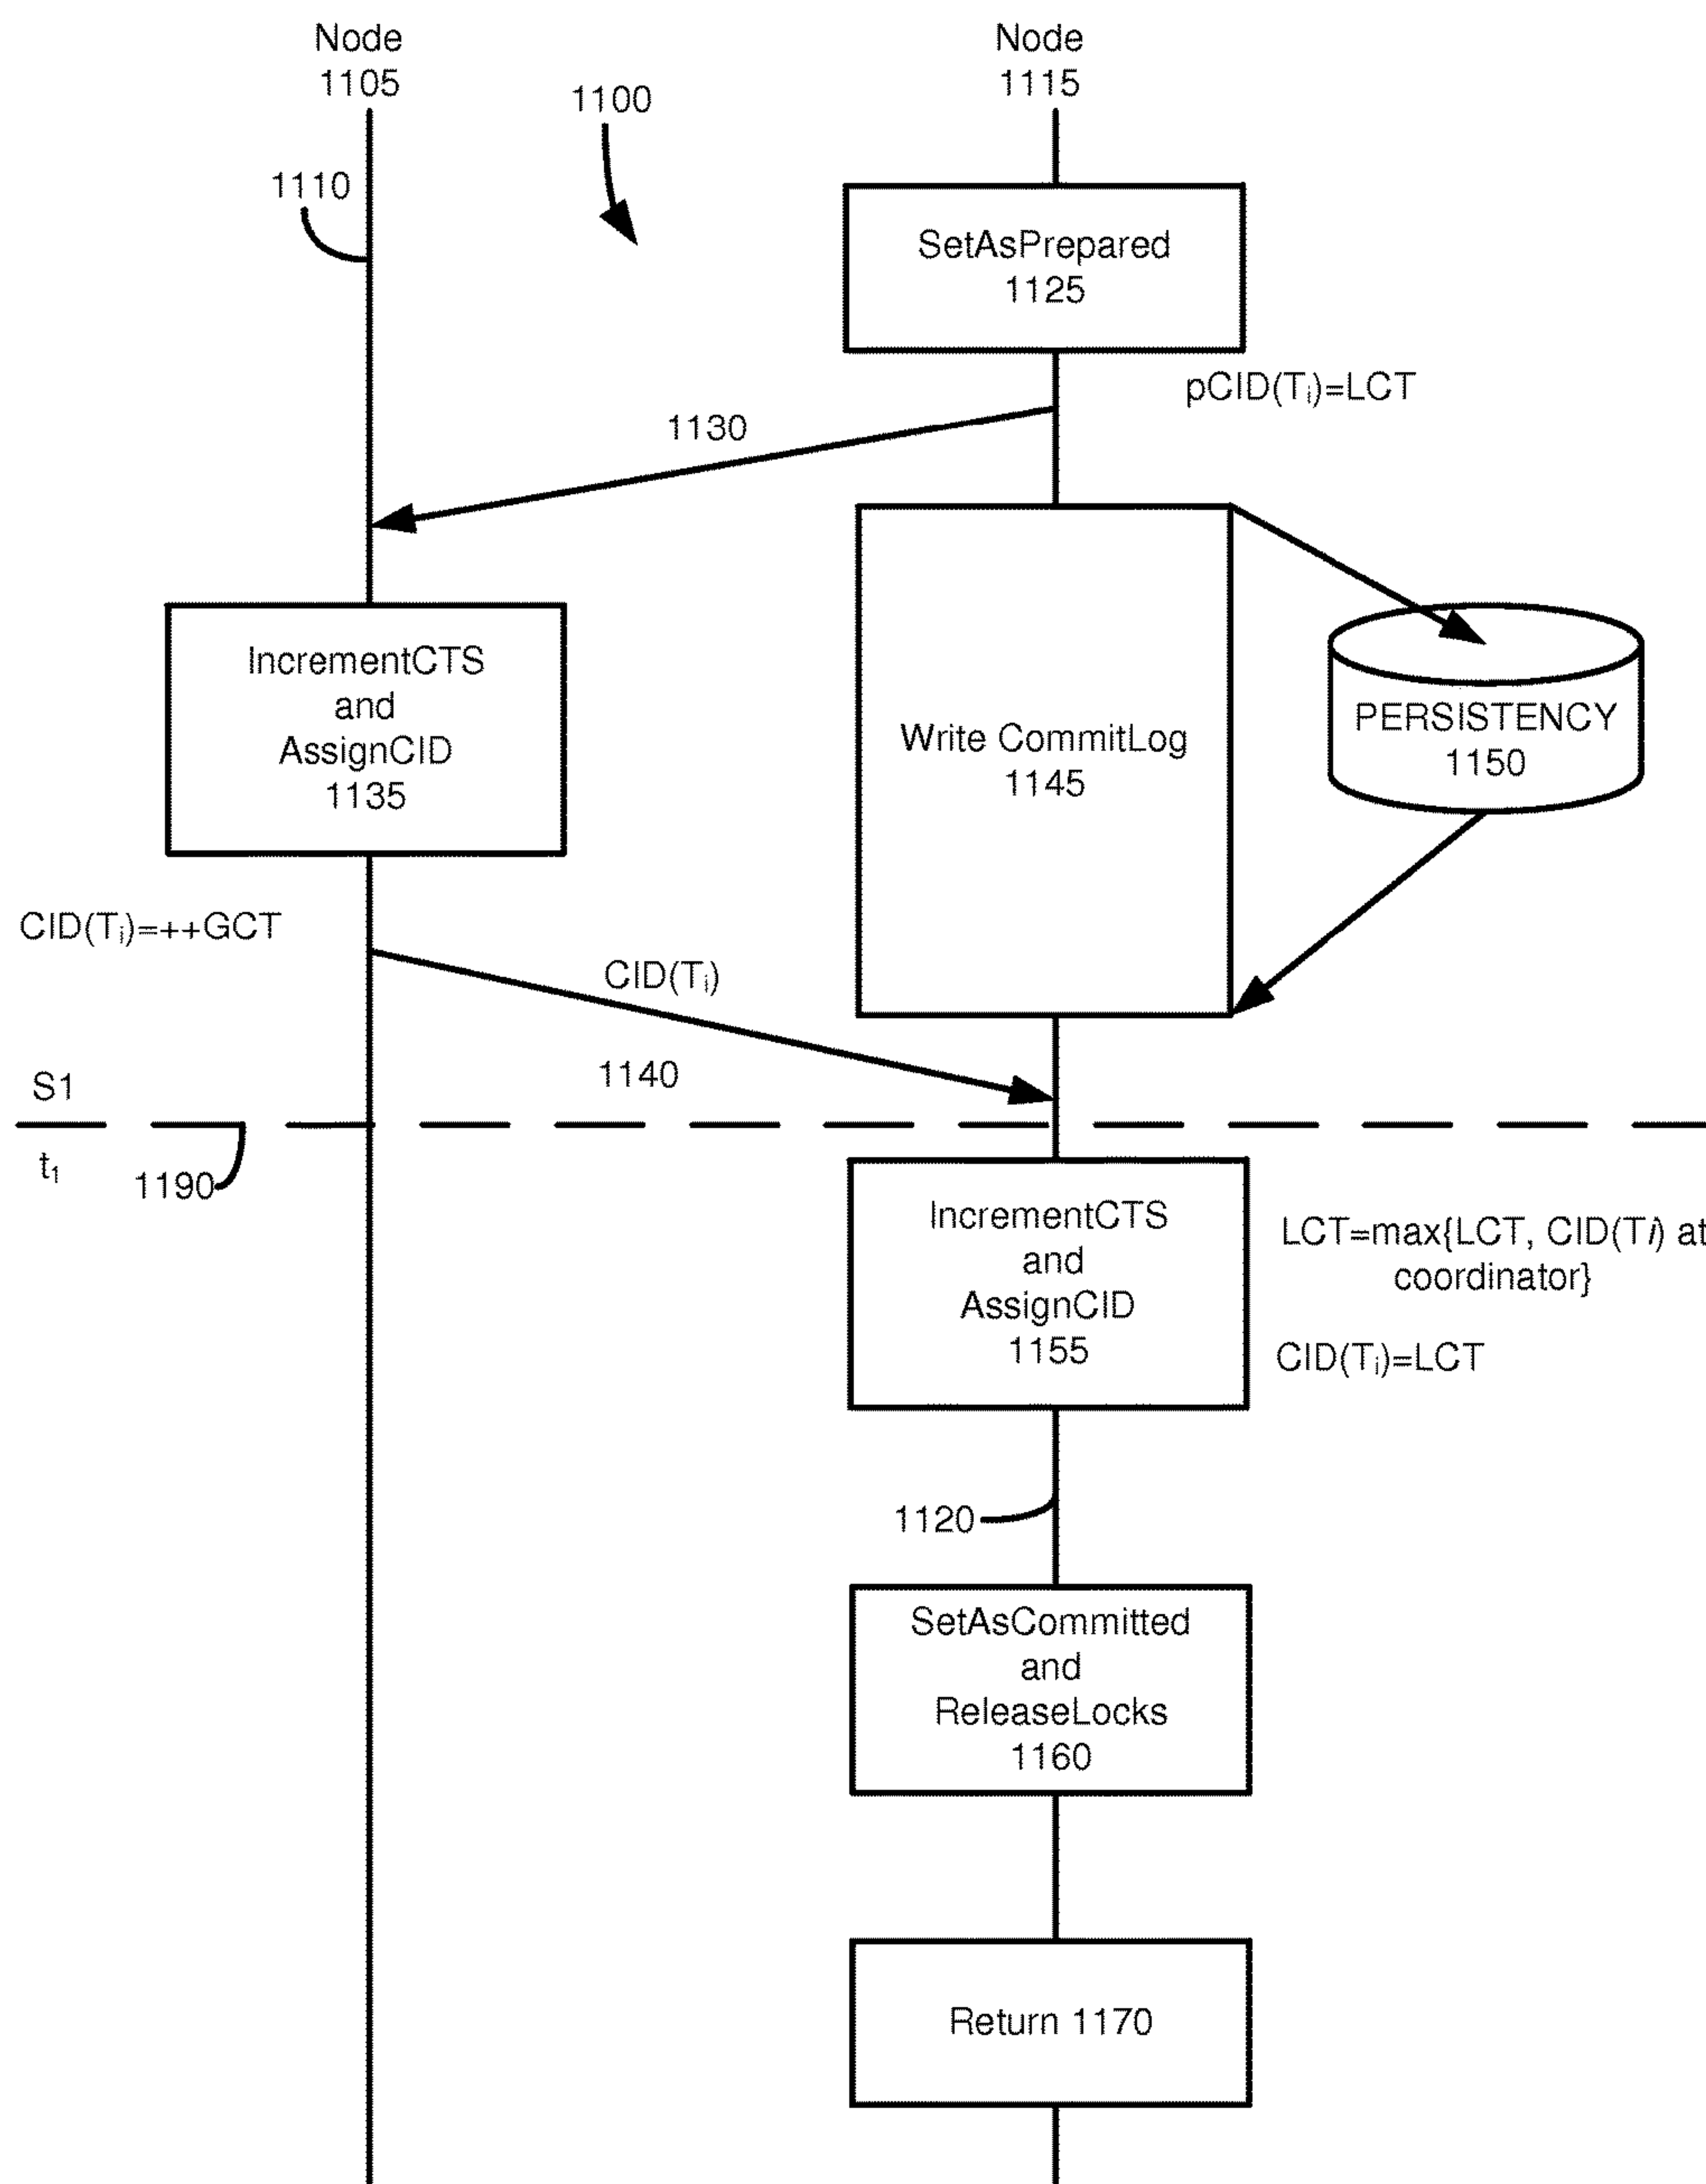 Node
1105
Node
1115
1100
1110
SetAsPrepared
1125
pCID(Tᵢ)=LCT
1130
IncrementCTS
and
AssignCID
1135
Write CommitLog
1145
PERSISTENCY
1150
CID(Tᵢ)=++GCT
CID(Tᵢ)
1140
S1
t₁
1190
IncrementCTS
and
AssignCID
1155
LCT=max{LCT, CID(Ti) at
coordinator}
CID(Tᵢ)=LCT
1120
SetAsCommitted
and
ReleaseLocks
1160
Return 1170